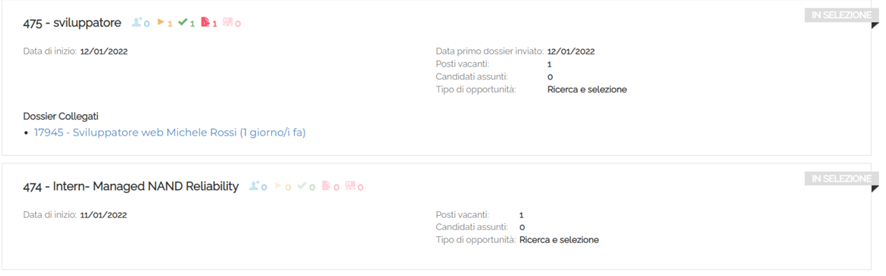 475 - sviluppatore 0 1 1 1 0
IN SELEZIONE
Data di inizio: 12/01/2022
Data primo dossier inviato: 12/01/2022
Posti vacanti: 1
Candidati assunti: 0
Tipo di opportunità: Ricerca e selezione
Dossier Collegati
• 17945 - Sviluppatore web Michele Rossi (1 giorno/i fa)
474 - Intern- Managed NAND Reliability 0 0 0 0 0
IN SELEZIONE
Data di inizio: 11/01/2022
Posti vacanti: 1
Candidati assunti: 0
Tipo di opportunità: Ricerca e selezione